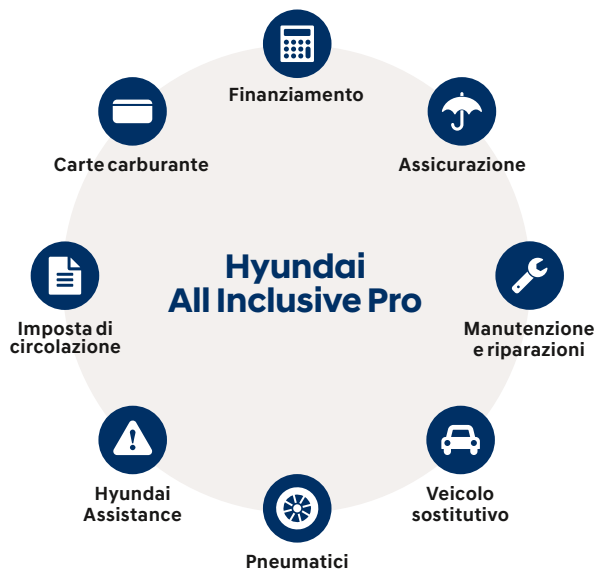 Finanziamento
Carte carburante
Assicurazione
Hyundai
All Inclusive Pro
Imposta di
circolazione
Manutenzione
e riparazioni
Hyundai
Assistance
Veicolo
sostitutivo
Pneumatici